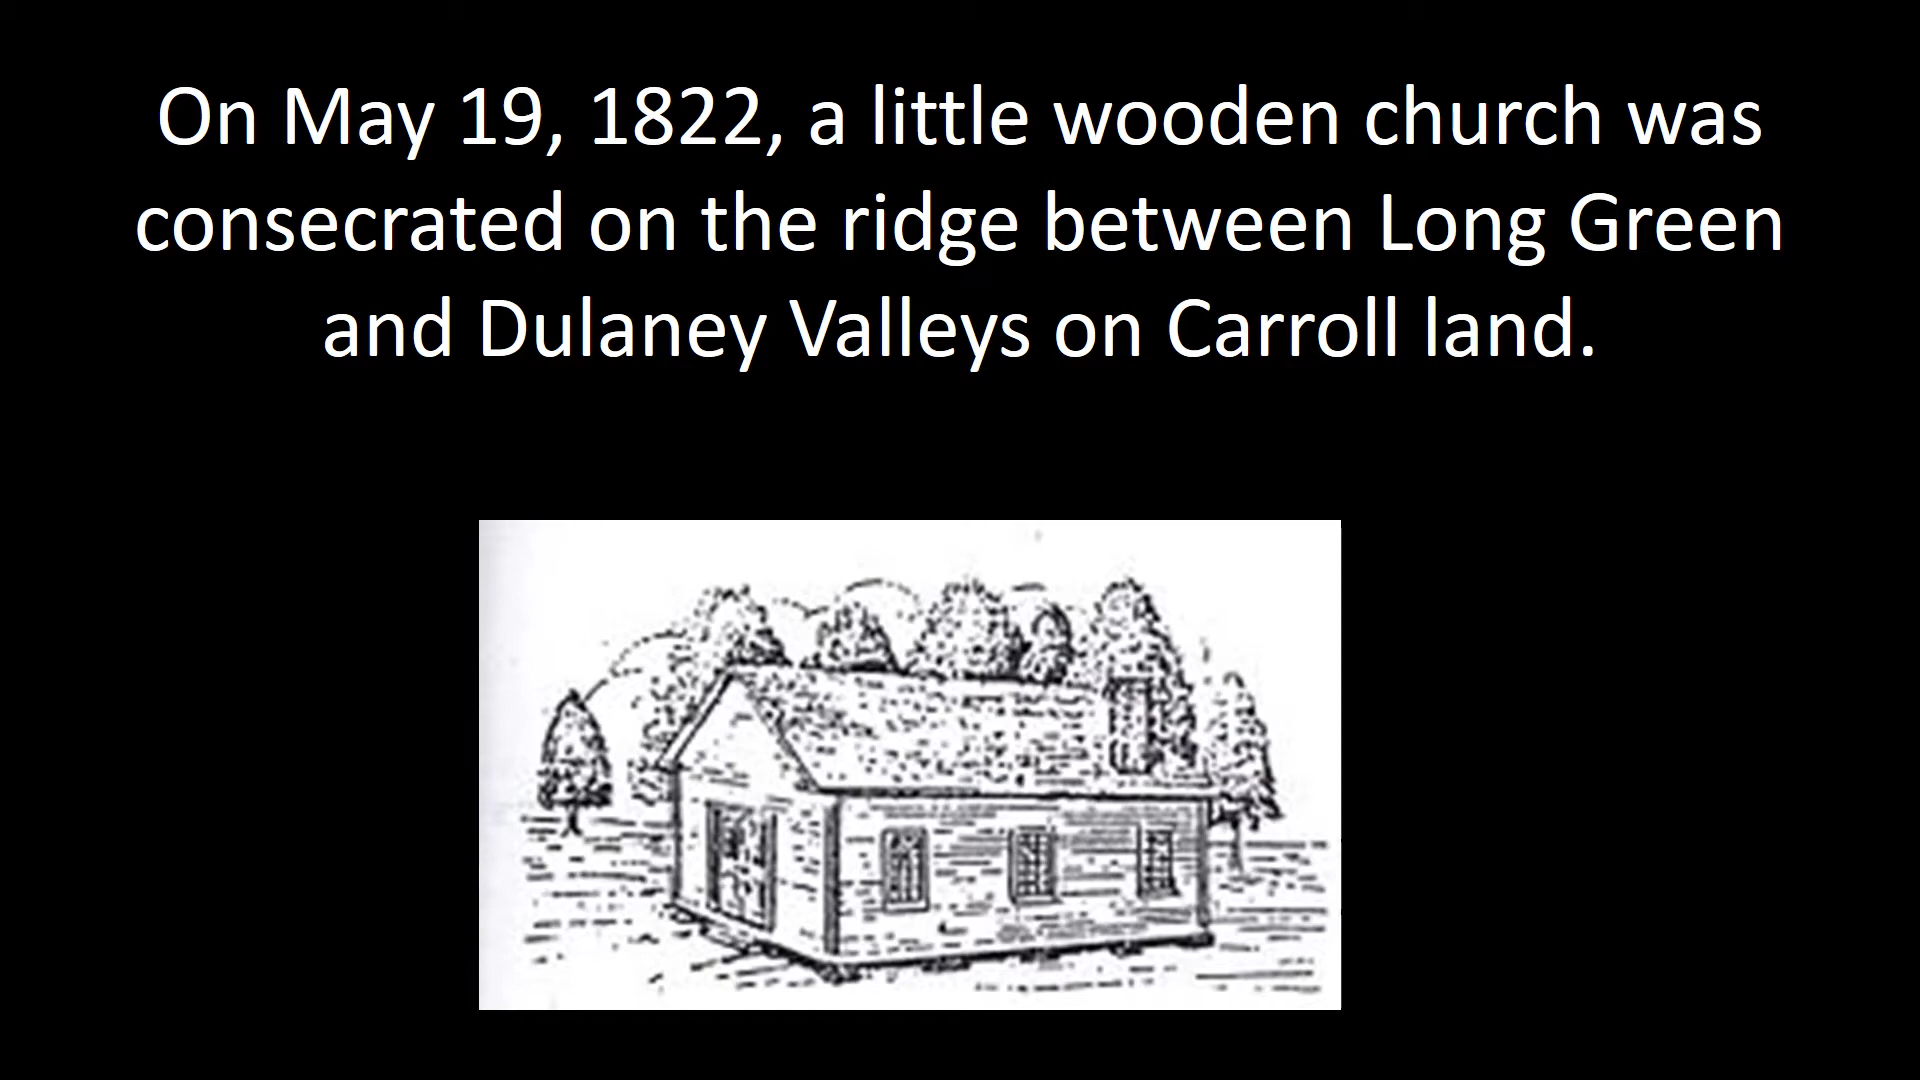 On May 19, 1822, a little wooden church was
consecrated on the ridge between Long Green
and Dulaney Valleys on Carroll land.